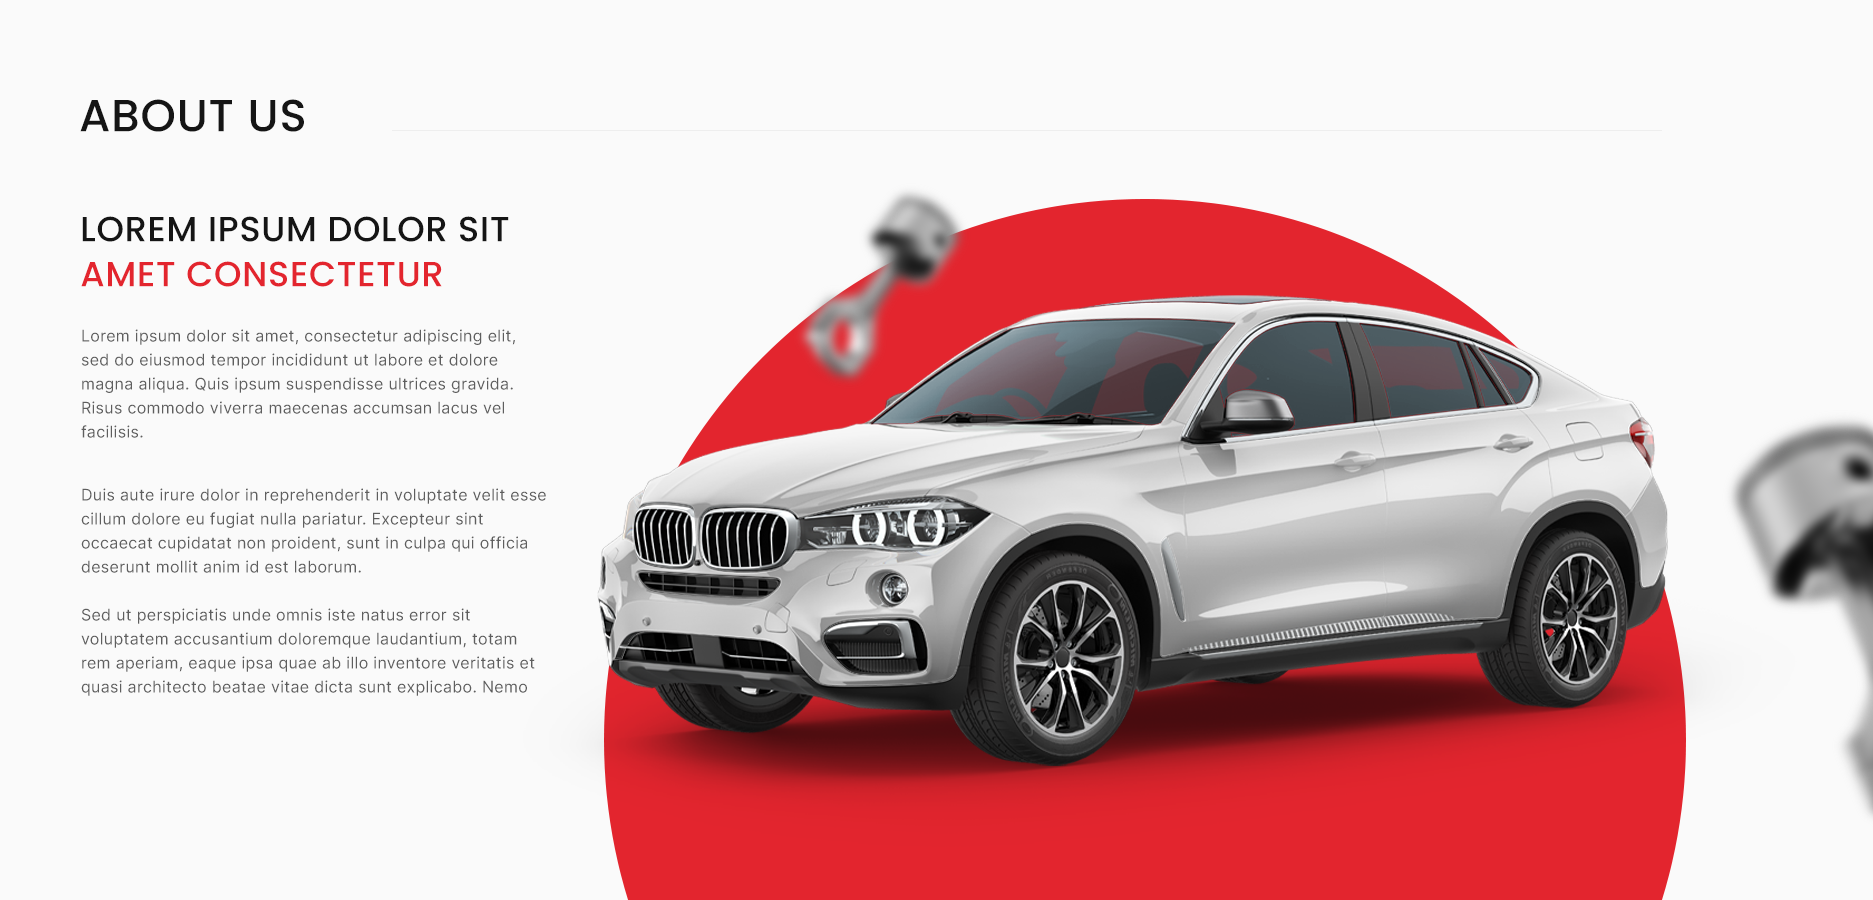 ABOUT US
LOREM IPSUM DOLOR SIT
AMET CONSECTETUR
Lorem ipsum dolor sit amet, consectetur adipiscing elit,
sed do eiusmod tempor incididunt ut labore et dolore
magna aliqua. Quis ipsum suspendisse ultrices gravida.
Risus commodo viverra maecenas accumsan lacus vel
facilisis.
Duis aute irure dolor in reprehenderit in voluptate velit esse
cillum dolore eu fugiat nulla pariatur. Excepteur sint
occaecat cupidatat non proident, sunt in culpa qui officia
deserunt mollit anim id est laborum.
Sed ut perspiciatis unde omnis iste natus error sit
voluptatem accusantium doloremque laudantium, totam
rem aperiam, eaque ipsa quae ab illo inventore veritatis et
quasi architecto beatae vitae dicta sunt explicabo. Nemo